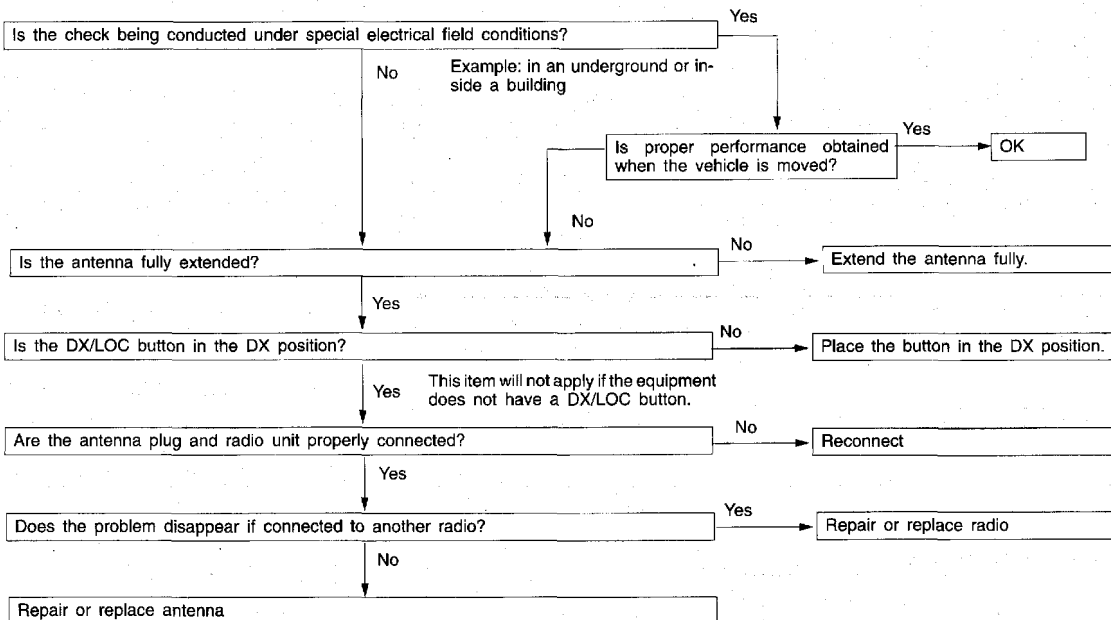 Yes
Is the check being conducted under special electrical field conditions?
No
Example: in an underground or in-
side a building
Is proper performance obtained
when the vehicle is moved?
Yes
OK
No
Is the antenna fully extended?
No
Extend the antenna fully.
Yes
Is the DX/LOC button in the DX position?
No
Place the button in the DX position.
Yes
This item will not apply if the equipment
does not have a DX/LOC button.
Are the antenna plug and radio unit properly connected?
No
Reconnect
Yes
Does the problem disappear if connected to another radio?
Yes
Repair or replace radio
No
Repair or replace antenna